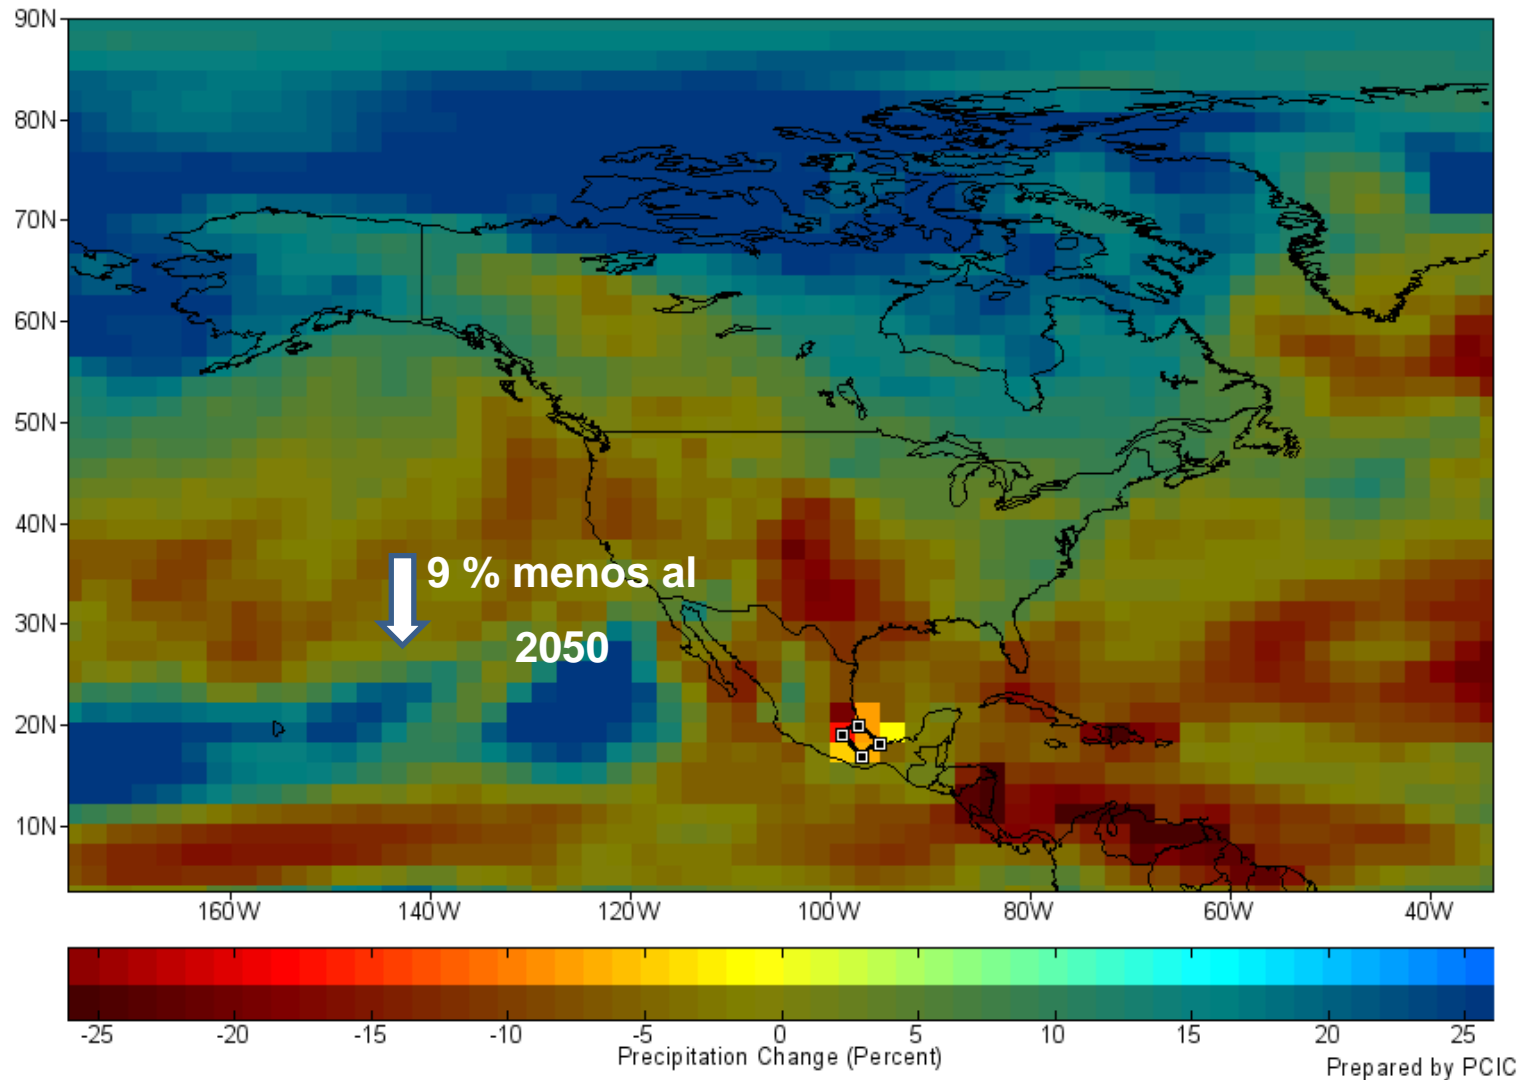 90N
80N
70N
60N
50N
40N
30N
20N
10N
9 % menos al
2050
160W 140W 120W 100W 80W 60W 40W
-25 -20 -15 -10 -5 0 5 10 15 20 25
Precipitation Change (Percent)
Prepared by PCIC